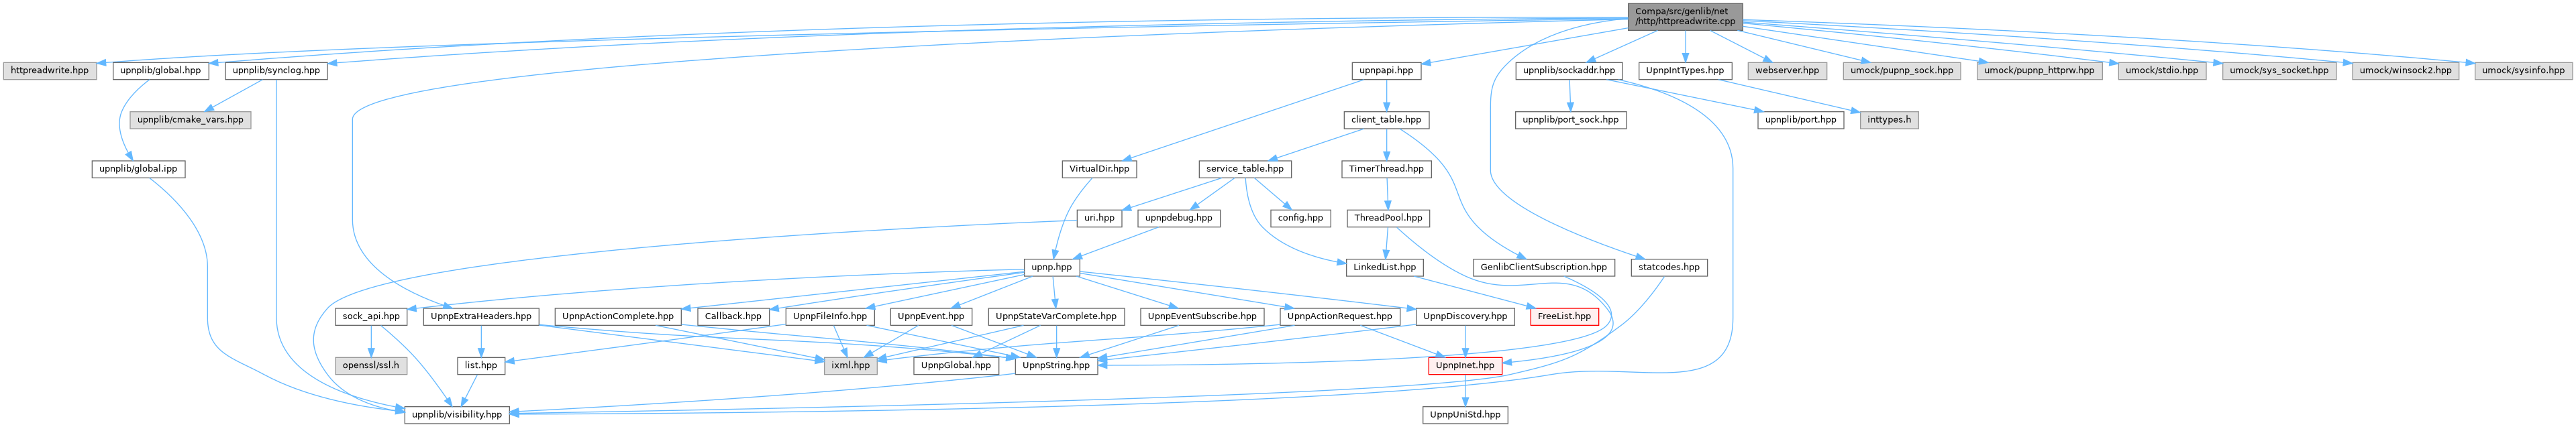 Compa/src/genlib/net
/http/httpreadwrite.cpp
httpreadwrite.hpp
upnplib/global.hpp
upnplib/synclog.hpp
upnpapi.hpp
upnplib/sockaddr.hpp
UpnpIntTypes.hpp
webserver.hpp
umock/pupnp_sock.hpp
umock/pupnp_httprw.hpp
umock/stdio.hpp
umock/sys_socket.hpp
umock/winsock2.hpp
umock/sysinfo.hpp
upnplib/cmake_vars.hpp
client_table.hpp
upnplib/port_sock.hpp
upnplib/port.hpp
inttypes.h
upnplib/global.ipp
VirtualDir.hpp
service_table.hpp
TimerThread.hpp
uri.hpp
upnpdebug.hpp
config.hpp
ThreadPool.hpp
upnp.hpp
LinkedList.hpp
GenlibClientSubscription.hpp
statcodes.hpp
sock_api.hpp
UpnpExtraHeaders.hpp
UpnpActionComplete.hpp
Callback.hpp
UpnpFileInfo.hpp
UpnpEvent.hpp
UpnpStateVarComplete.hpp
UpnpEventSubscribe.hpp
UpnpActionRequest.hpp
UpnpDiscovery.hpp
FreeList.hpp
openssl/ssl.h
list.hpp
ixml.hpp
UpnpGlobal.hpp
UpnpString.hpp
UpnpInet.hpp
upnplib/visibility.hpp
UpnpUniStd.hpp